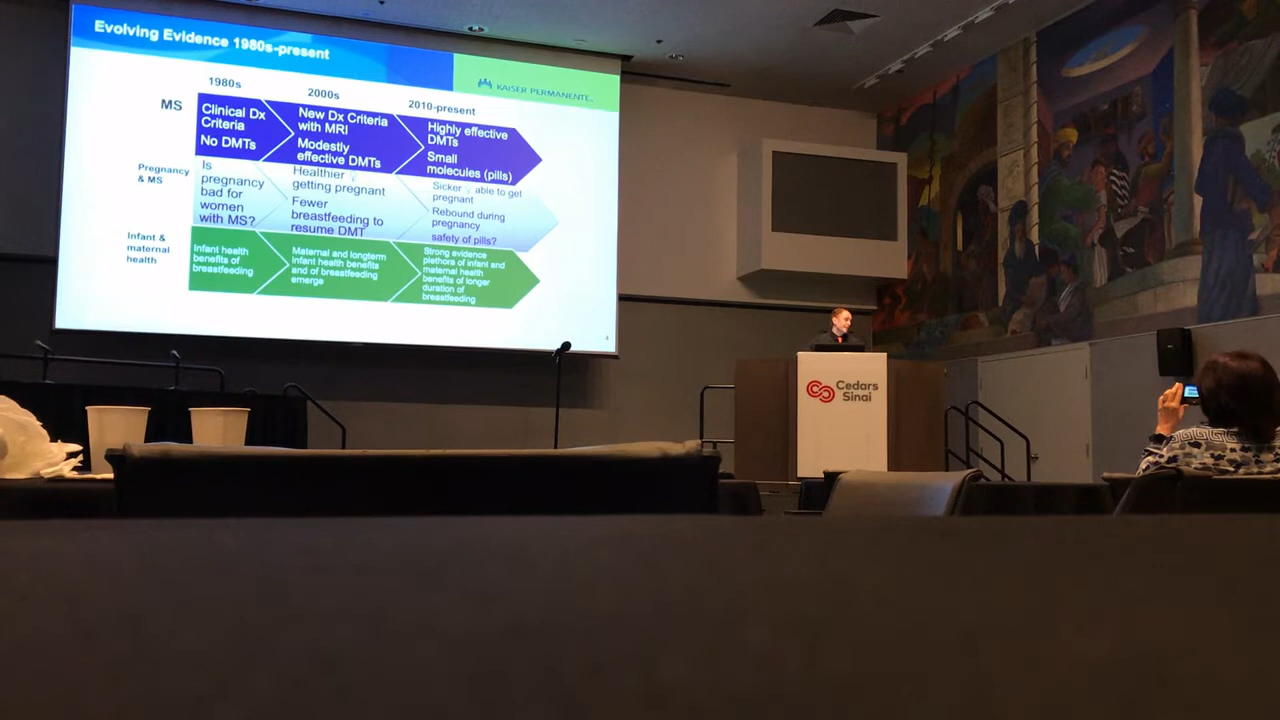 Evolving Evidence 1980s-present
KAISER PERMANENTE
1980s
2000s
2010-present
MS
Clinical Dx
Criteria
No DMTs
New Dx Criteria
with MRI
Modestly
effective DMTs
Highly effective
DMTs
Small
molecules (pills)
Pregnancy
& MS
Is
pregnancy
bad for
women
with MS?
Healthier ♀
getting pregnant
Fewer
breastfeeding to
resume DMT
Sicker ♀ able to get
pregnant
Rebound during
pregnancy
safety of pills?
Infant &
maternal
health
Infant health
benefits of
breastfeeding
Maternal and longterm
Infant health benefits
and of breastfeeding
emerge
Strong evidence
plethors of infant and
maternal health
benefits of longer
duration of
breastfeeding
4
Cedars
Sinai